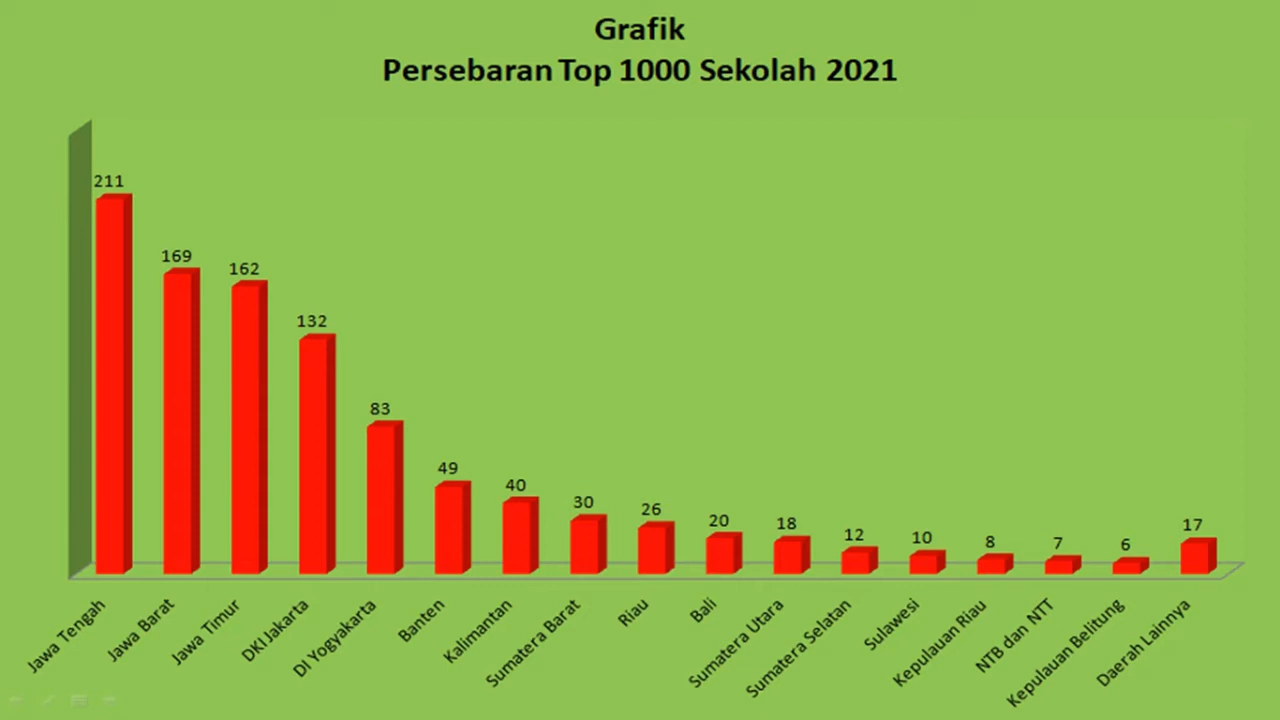 Grafik
Persebaran Top 1000 Sekolah 2021
211
169
162
132
83
49
40
30
26
20
18
12
10
8
7
6
17
Jawa Tengah
Jawa Barat
Jawa Timur
DKI Jakarta
DI Yogyakarta
Banten
Kalimantan
Sumatera Barat
Riau
Bali
Sumatera Utara
Sumatera Selatan
Sulawesi
Kepulauan Riau
NTB dan NTT
Kepulauan Belitung
Daerah Lainnya